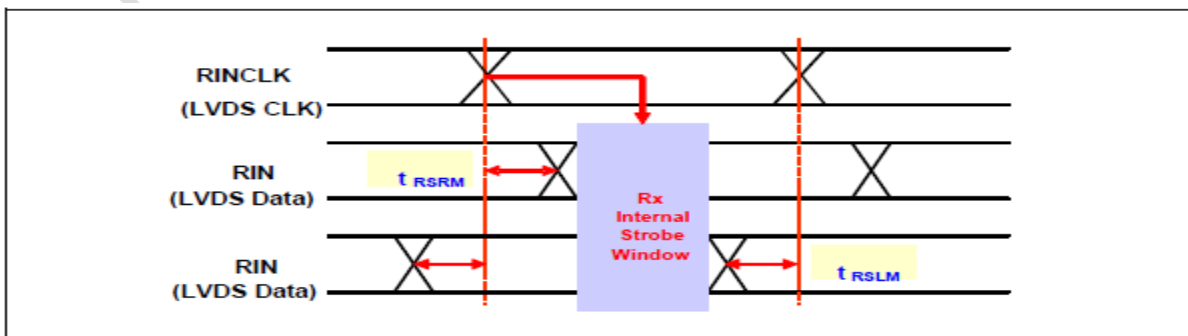 RINCLK
(LVDS CLK)
RIN
(LVDS Data)
t RSRM
Rx
Internal
Strobe
Window
RIN
(LVDS Data)
t RSLM